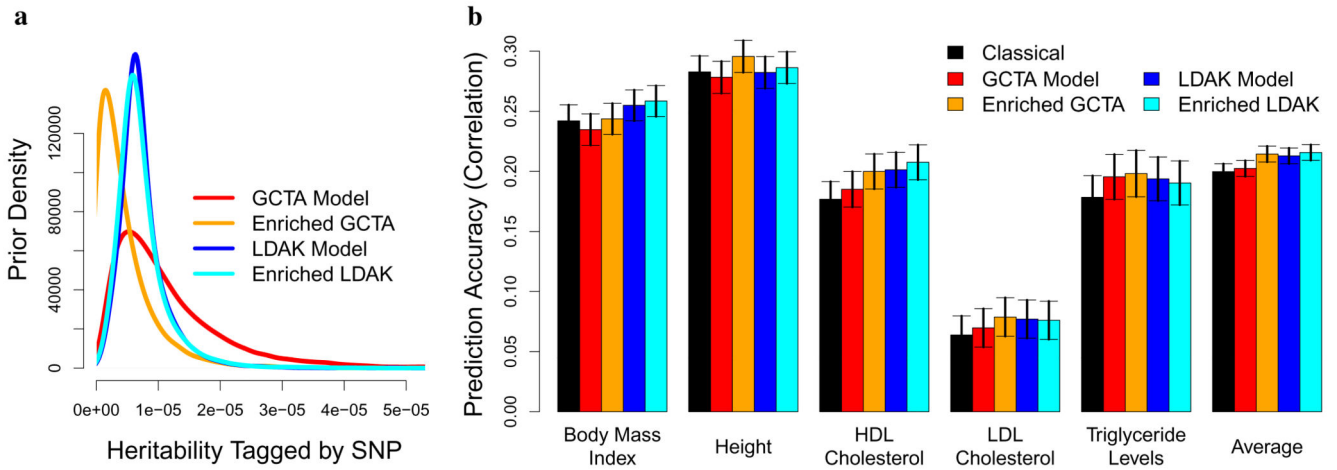 a
Prior Density
120000
80000
40000
0
GCTA Model
Enriched GCTA
LDAK Model
Enriched LDAK
0e+00 1e-05 2e-05 3e-05 4e-05 5e-05
Heritability Tagged by SNP
b
Prediction Accuracy (Correlation)
0.30
0.25
0.20
0.15
0.10
0.05
0.00
Classical
GCTA Model LDAK Model
Enriched GCTA Enriched LDAK
Body Mass
Index
Height
HDL
Cholesterol
LDL
Cholesterol
Triglyceride
Levels
Average